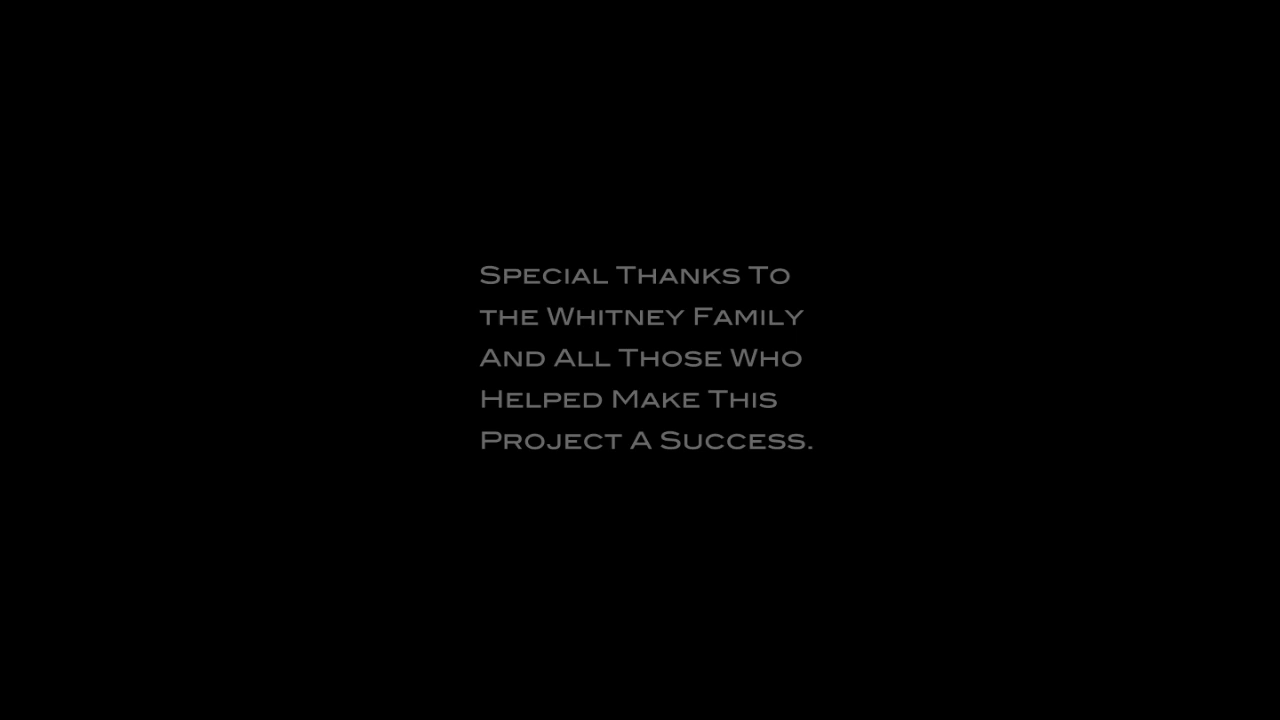 Special Thanks To
the Whitney Family
And All Those Who
Helped Make This
Project A Success.